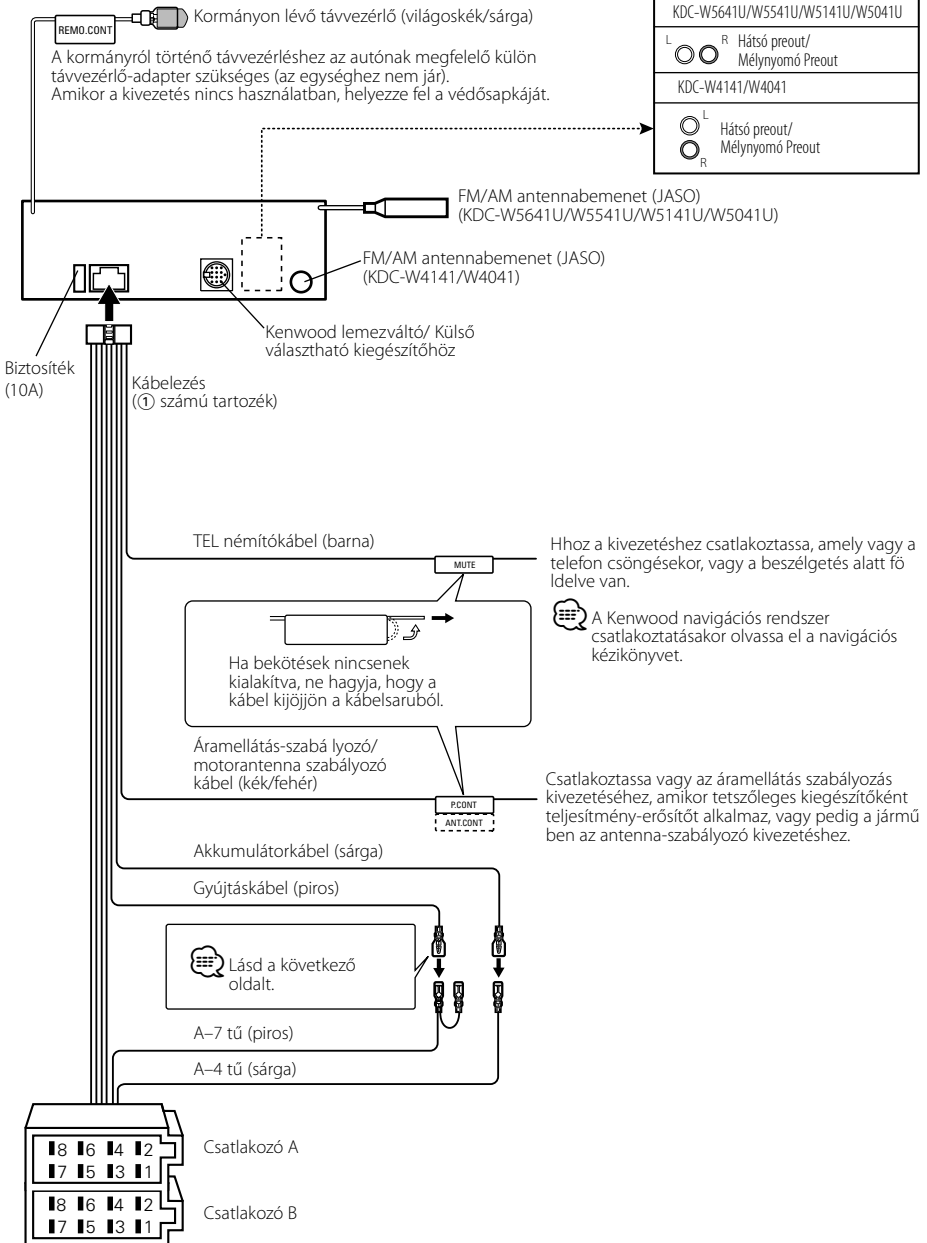 REMO.CONT
Kormányon lévő távvezérlő (világoskék/sárga)
A kormányról történő távvezérléshez az autónak megfelelő külön
távvezérlő-adapter szükséges (az egységhez nem jár).
Amikor a kivezetés nincs használatban, helyezze fel a védősapkáját.
KDC-W5641U/W5541U/W5141U/W5041U
L R Hátsó preout/
Mélynyomó Preout
KDC-W4141/W4041
L
Hátsó preout/
Mélynyomó Preout
R
FM/AM antennabemenet (JASO)
(KDC-W5641U/W5541U/W5141U/W5041U)
FM/AM antennabemenet (JASO)
(KDC-W4141/W4041)
Kenwood lemezváltó/ Külső
választható kiegészítőhöz
Biztosíték
(10A)
Kábelezés
(① számú tartozék)
TEL némítókábel (barna)
MUTE
Hhoz a kivezetéshez csatlakoztassa, amely vagy a
telefon csöngésekor, vagy a beszélgetés alatt fö
ldelve van.
A Kenwood navigációs rendszer
csatlakoztatásakor olvassa el a navigációs
kézikönyvet.
Ha bekötések nincsenek
kialakítva, ne hagyja, hogy a
kábel kijöjjön a kábelsaruból.
Áramellátás-szabá lyozó/
motorantenna szabályozó
kábel (kék/fehér)
P.CONT
ANT.CONT
Csatlakoztassa vagy az áramellátás szabályozás
kivezetéséhez, amikor tetszőleges kiegészítőként
teljesítmény-erősítőt alkalmaz, vagy pedig a jármű
ben az antenna-szabályozó kivezetéshez.
Akkumulátorkábel (sárga)
Gyújtáskábel (piros)
Lásd a következő
oldalt.
A–7 tű (piros)
A–4 tű (sárga)
8 6 4 2
7 5 3 1
Csatlakozó A
8 6 4 2
7 5 3 1
Csatlakozó B